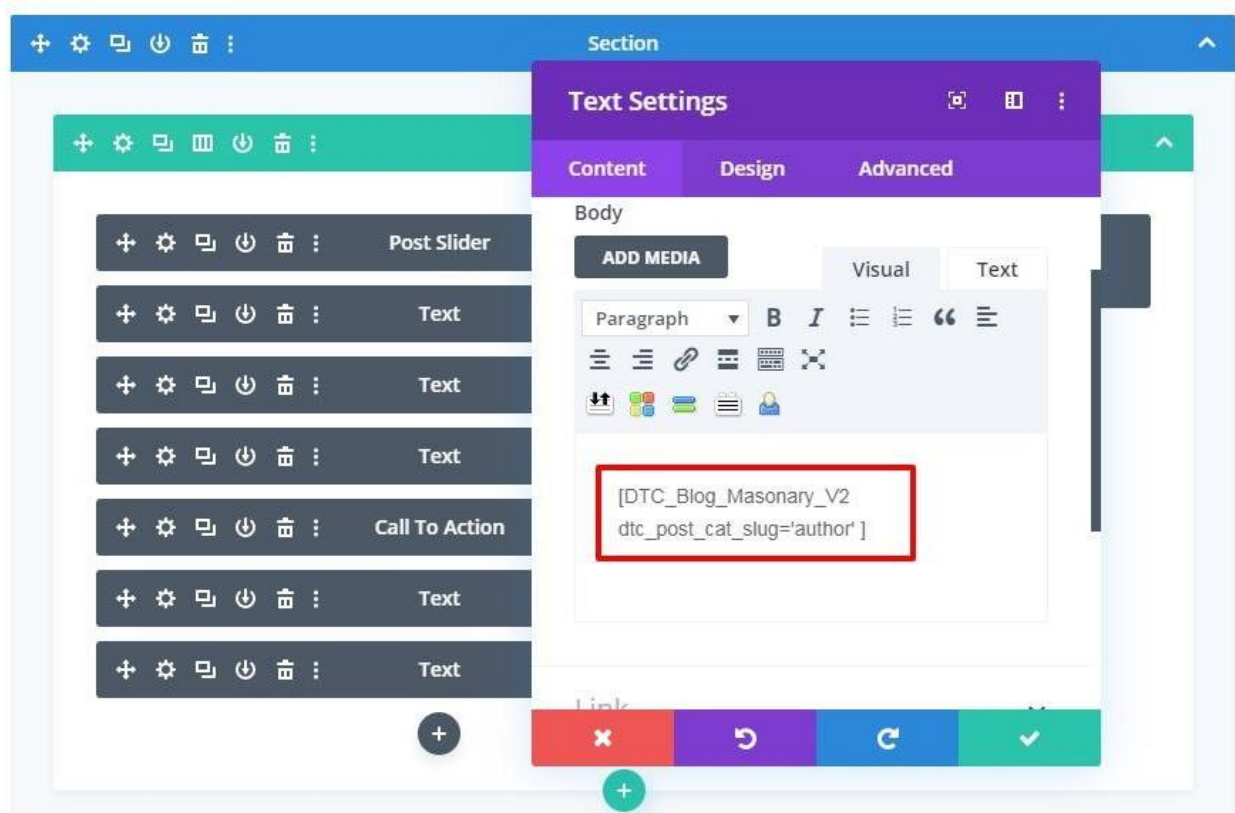 Section
Text Settings
Content Design Advanced
Body
ADD MEDIA
Visual Text
Paragraph B I
[DTC_Blog_Masonary_V2
dtc_post_cat_slug='author' ]
Link
Post Slider
Text
Text
Text
Call To Action
Text
Text